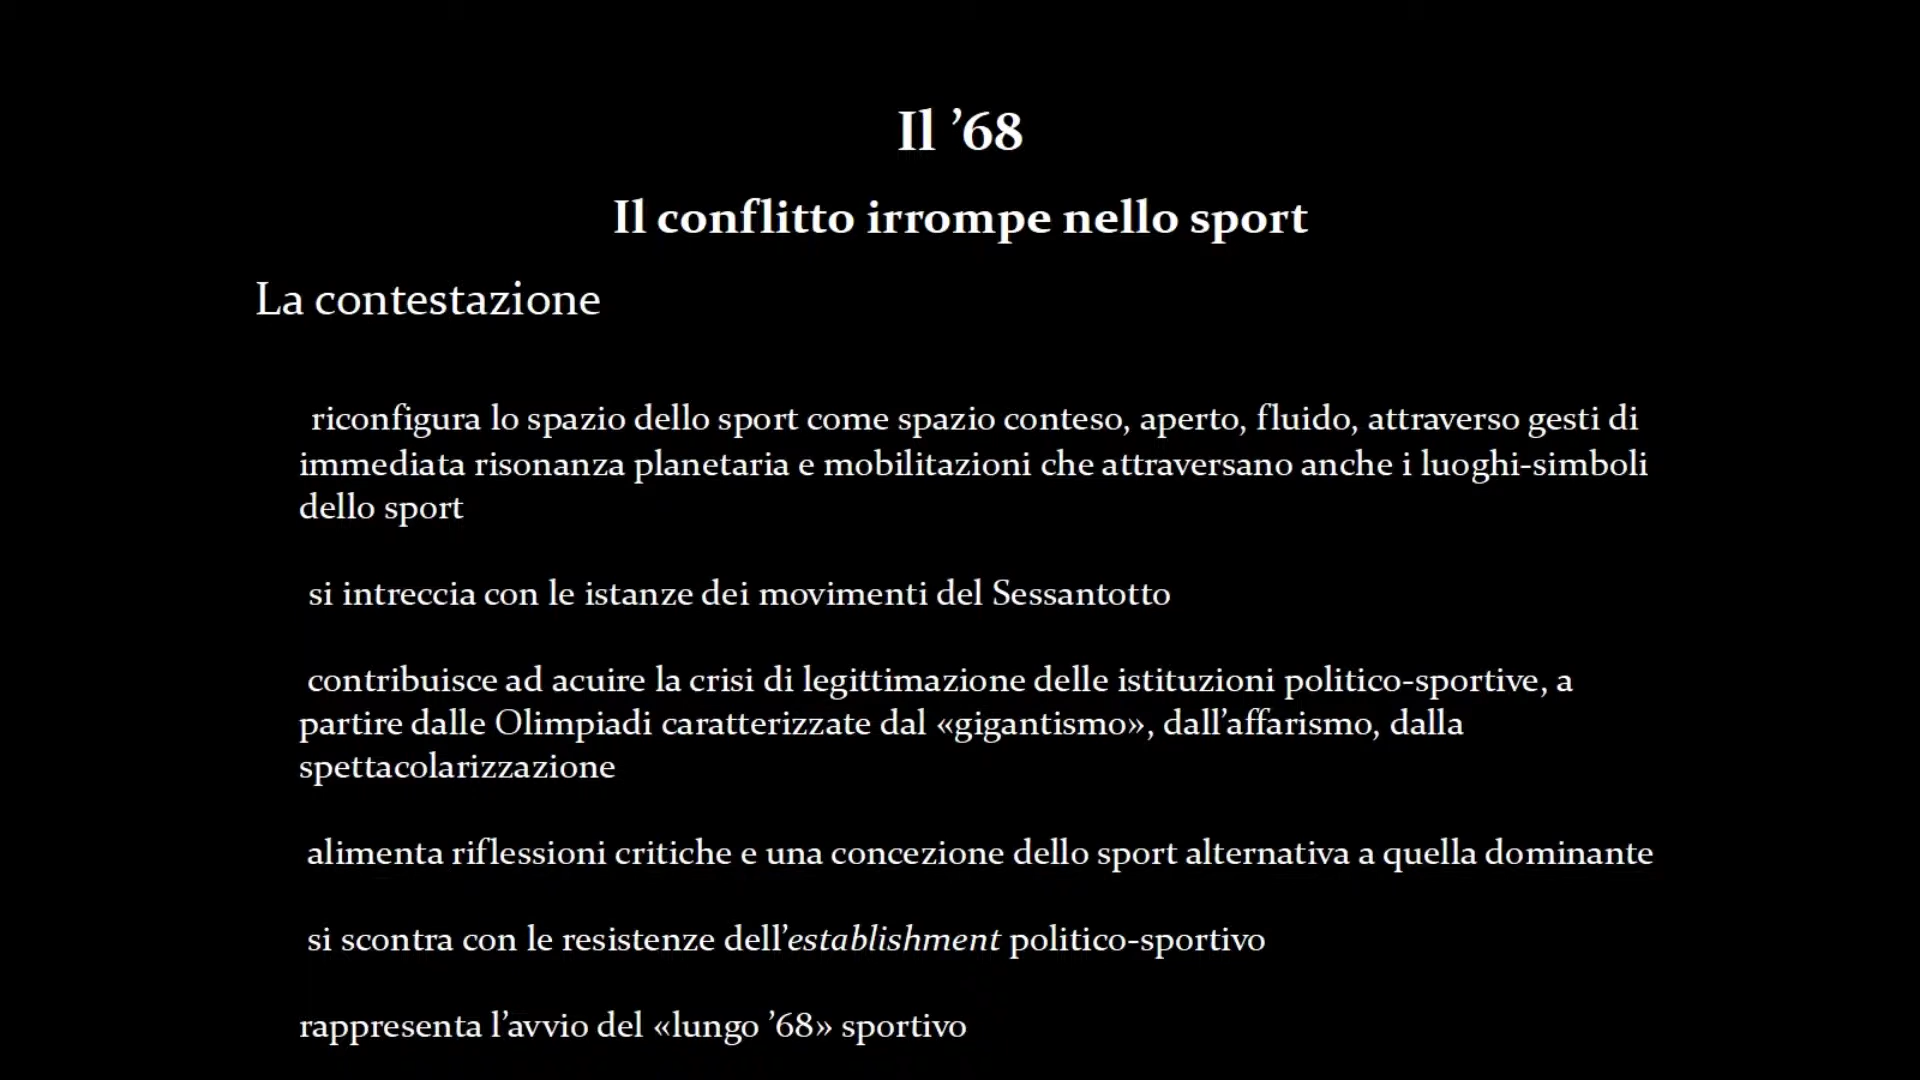 Il ’68
Il conflitto irrompe nello sport
La contestazione
riconfigura lo spazio dello sport come spazio conteso, aperto, fluido, attraverso gesti di
immediata risonanza planetaria e mobilitazioni che attraversano anche i luoghi-simboli
dello sport
si intreccia con le istanze dei movimenti del Sessantotto
contribuisce ad acuire la crisi di legittimazione delle istituzioni politico-sportive, a
partire dalle Olimpiadi caratterizzate dal «gigantismo», dall’affarismo, dalla
spettacolarizzazione
alimenta riflessioni critiche e una concezione dello sport alternativa a quella dominante
si scontra con le resistenze dell’establishment politico-sportivo
rappresenta l’avvio del «lungo ’68» sportivo